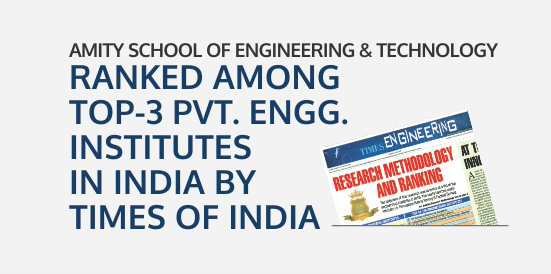 AMITY SCHOOL OF ENGINEERING & TECHNOLOGY
RANKED AMONG
TOP-3 PVT. ENGG.
INSTITUTES
IN INDIA BY
TIMES OF INDIA
TIMES ENGINEERING
RESEARCH METHODOLOGY
AND RANKING